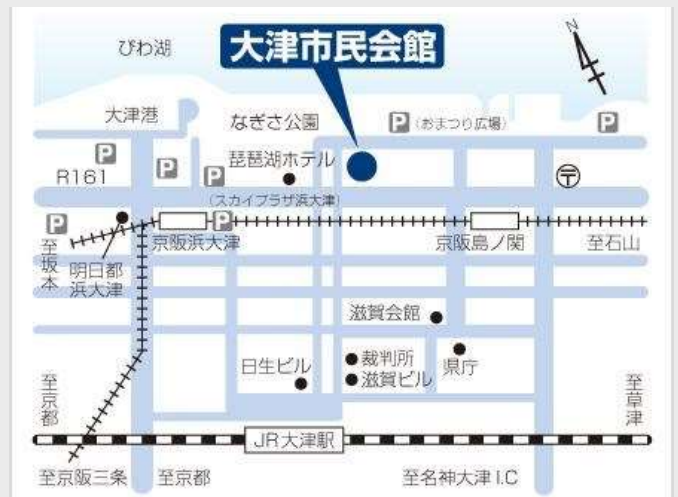 びわ湖
大津市民会館
N
大津港
なぎさ公園
P
(おまつり広場)
P
P
P
P
琵琶湖ホテル
R161
〒
(スカイプラザ浜大津)
P
P
京阪浜大津
京阪島ノ関
至石山
至坂本
明日都
浜大津
滋賀会館
日生ビル
裁判所
滋賀ビル
県庁
至京都
至草津
JR大津駅
至京阪三条
至京都
至名神大津I.C